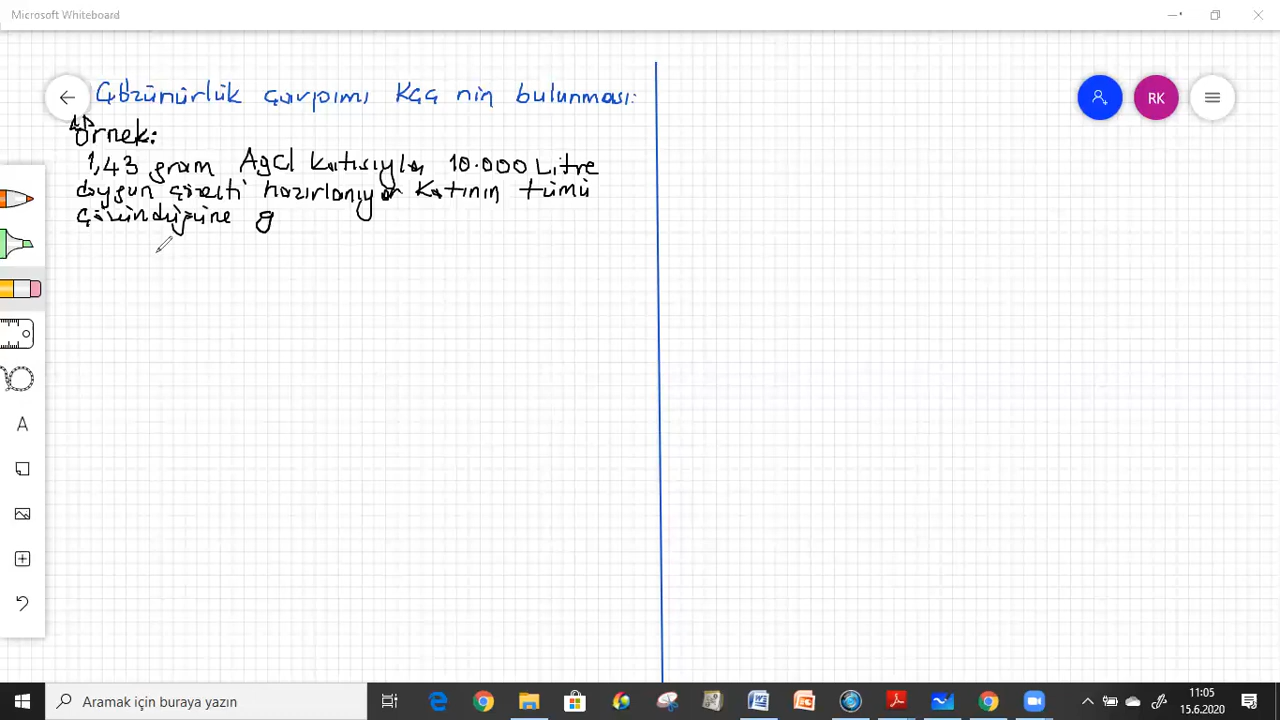 Microsoft Whiteboard
Çözünürlük çarpımı Kçç nin bulunması:
RK
Örnek:
1,43 gram AgCl katısıyla 10.000 Litre
doygun çözelti hazırlanıyor katının tümü
çözündüğüne g
A
Aramak için buraya yazın
11:05
15.6.2020